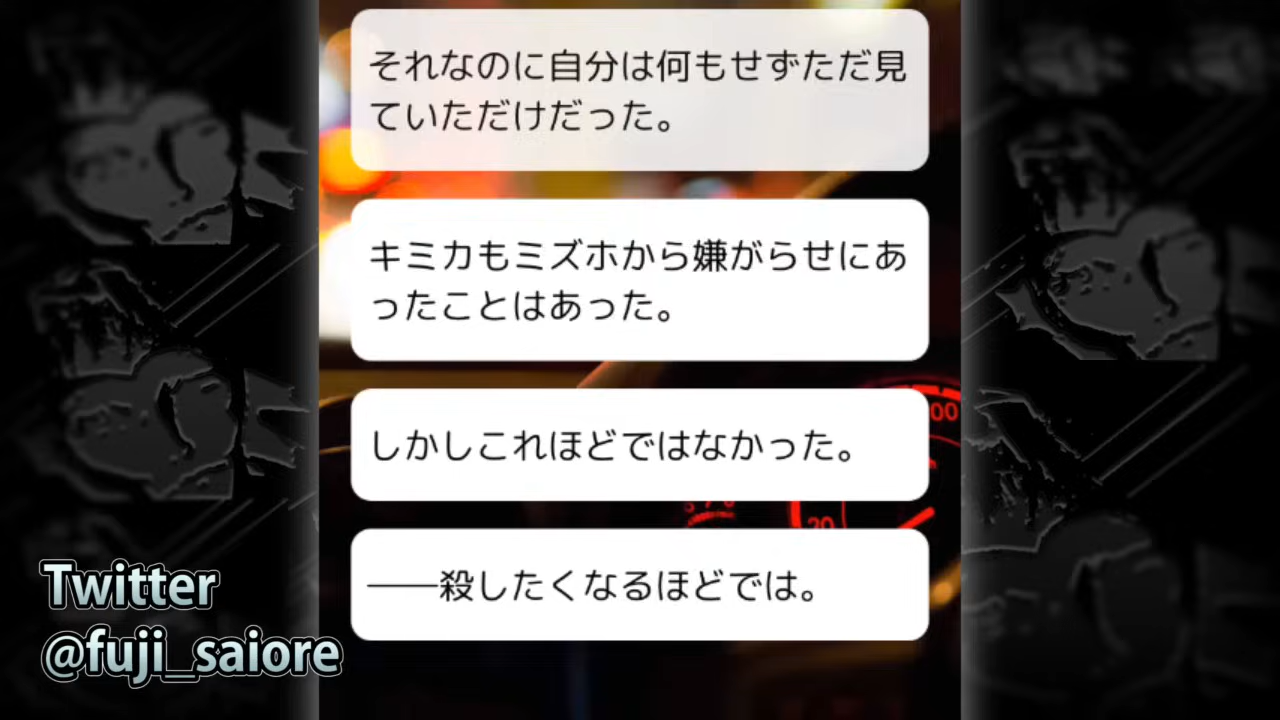 それなのに自分は何もせずただ見
ていただけだった。
キミカもミズホから嫌がらせにあ
ったことはあった。
しかしこれほどではなかった。
──殺したくなるほどでは。
00
20
Twitter
@fuji_saiore